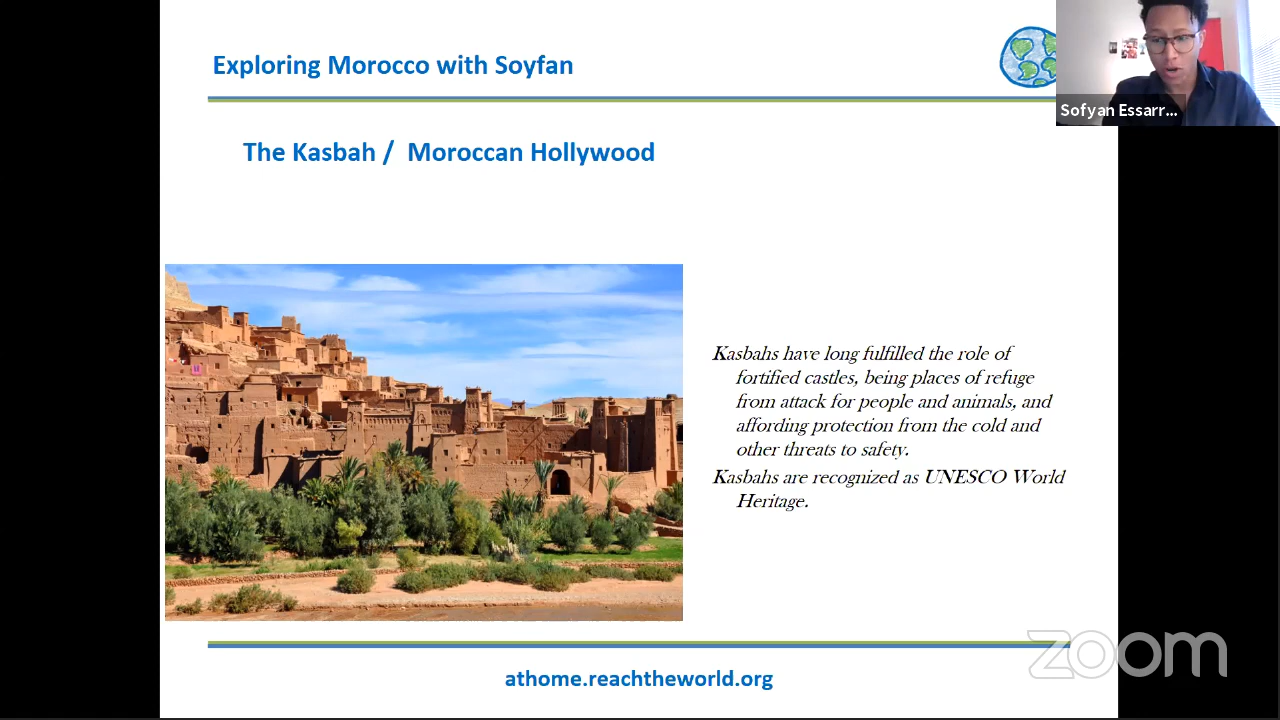 Exploring Morocco with Soyfan
Sofyan Essarr...
The Kasbah / Moroccan Hollywood
Kasbahs have long fulfilled the role of
fortified castles, being places of refuge
from attack for people and animals, and
affording protection from the cold and
other threats to safety.
Kasbahs are recognized as UNESCO World
Heritage.
zoom
athome.reachtheworld.org